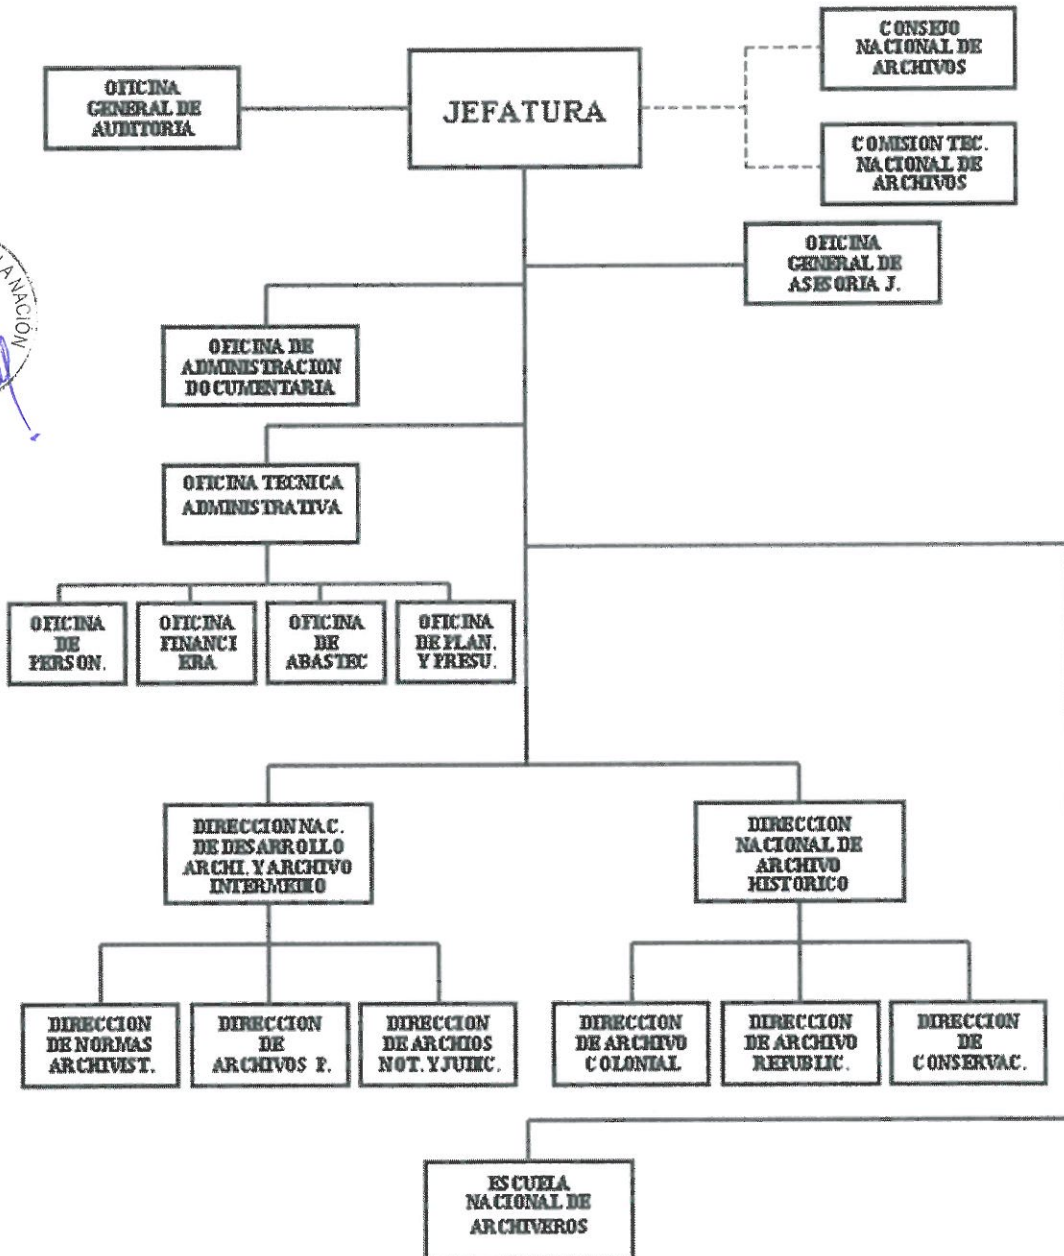 CONSEJO
NACIONAL DE
ARCHIVOS
OFICINA
GENERAL DE
AUDITORIA
JEFATURA
COMISION TEC.
NACIONAL DE
ARCHIVOS
OFICINA
GENERAL DE
ASESORIA J.
LA NACIÓN
OFICINA DE
ADMINISTRACION
DOCUMENTARIA
OFICINA TECNICA
ADMINISTRATIVA
OFICINA
DE
PERSON.
OFICINA
FINANCI
ERA
OFICINA
DE
ABASTEC
OFICINA
DE PLAN.
Y PRESU.
DIRECCION NAC.
DE DESARROLLO
ARCHI. Y ARCHIVO
INTERMEDIO
DIRECCION
NACIONAL DE
ARCHIVO
HISTORICO
DIRECCION
DE NORMAS
ARCHIVIST.
DIRECCION
DE
ARCHIVOS P.
DIRECCION
DE ARCHIOS
NOT. Y JUDIC.
DIRECCION
DE ARCHIVO
COLONIAL
DIRECCION
DE ARCHIVO
REPUBLIC.
DIRECCION
DE
CONSERVAC.
ESCUELA
NACIONAL DE
ARCHIVEROS